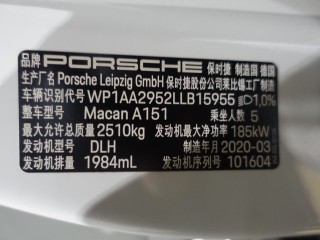 品牌 PORSCHE 保时捷 制造国 德国
生产厂名 Porsche Leipzig GmbH 保时捷股份公司莱比锡工厂制造
车辆识别代号 WP1AA2952LLB15955 1,0%
整车型号 Macan A151 乘坐人数 5
最大允许总质量 2510kg 发动机最大净功率 185kW
发动机型号 DLH 制造年月 2020-03
发动机排量 1984mL 发动机序列号 101604